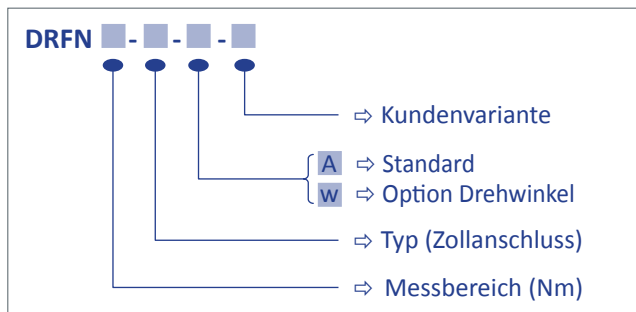 DRFN - - -
⇨ Kundenvariante
A ⇨ Standard
w ⇨ Option Drehwinkel
⇨ Typ (Zollanschluss)
⇨ Messbereich (Nm)